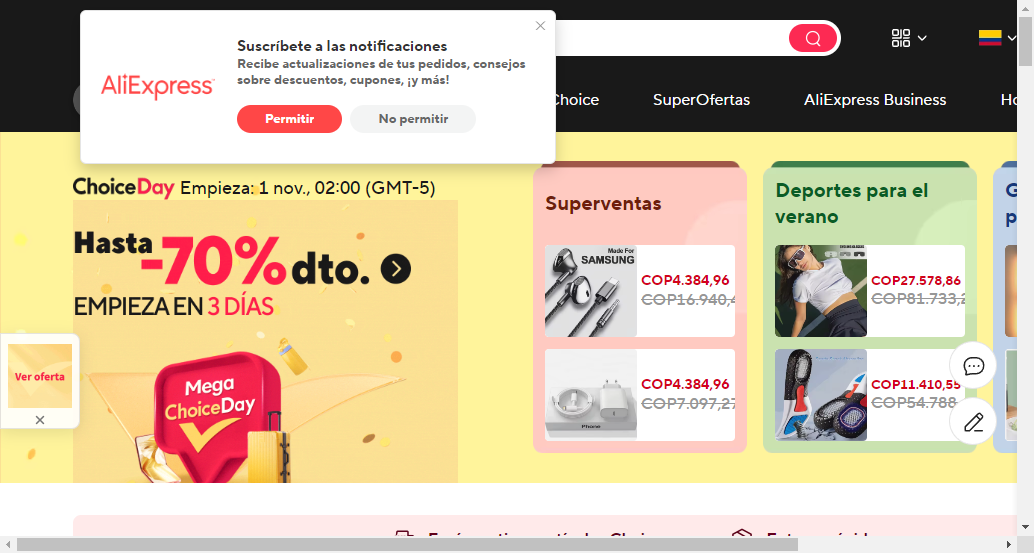 Suscríbete a las notificaciones
Recibe actualizaciones de tus pedidos, consejos
sobre descuentos, cupones, ¡y más!
AliExpress
Permitir
No permitir
Choice
SuperOfertas
AliExpress Business
ChoiceDay Empieza: 1 nov., 02:00 (GMT-5)
Hasta -70% dto.
EMPIEZA EN 3 DÍAS
Mega
ChoiceDay
Ver oferta
Superventas
Made For
SAMSUNG
COP4.384,96
COP16.940,4
COP4.384,96
COP7.097,27
Phone
Deportes para el
verano
COP27.578,86
COP81.733,2
COP11.410,55
COP54.788